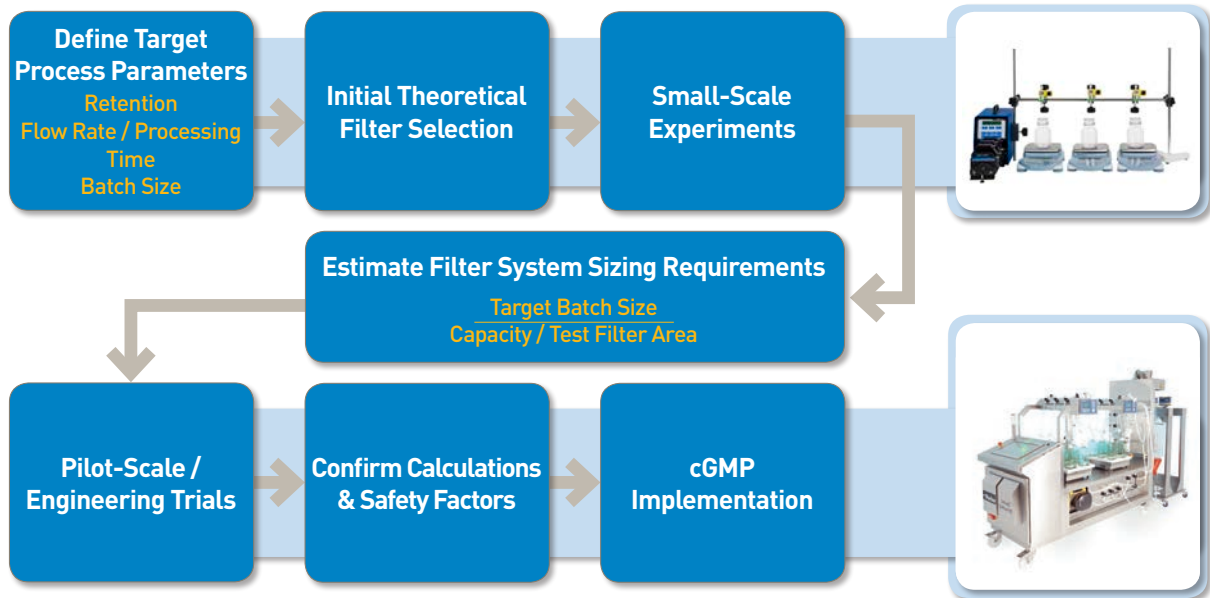 Define Target
Process Parameters
Retention
Flow Rate / Processing
Time
Batch Size
Initial Theoretical
Filter Selection
Small-Scale
Experiments
Estimate Filter System Sizing Requirements
Target Batch Size
Capacity / Test Filter Area
Pilot-Scale /
Engineering Trials
Confirm Calculations
& Safety Factors
cGMP
Implementation